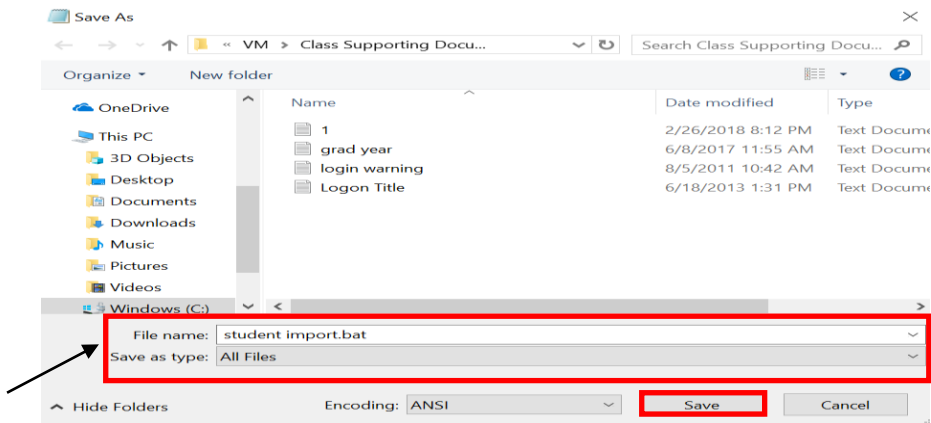 Save As
« VM > Class Supporting Docu...
Search Class Supporting Docu...
Organize
New folder
Name Date modified Type
OneDrive
This PC
3D Objects
Desktop
Documents
Downloads
Music
Pictures
Videos
Windows (C:)
1 2/26/2018 8:12 PM Text Docume
grad year 6/8/2017 11:55 AM Text Docume
login warning 8/5/2011 10:42 AM Text Docume
Logon Title 6/18/2013 1:31 PM Text Docume
File name: student import.bat
Save as type: All Files
Hide Folders
Encoding: ANSI
Save
Cancel